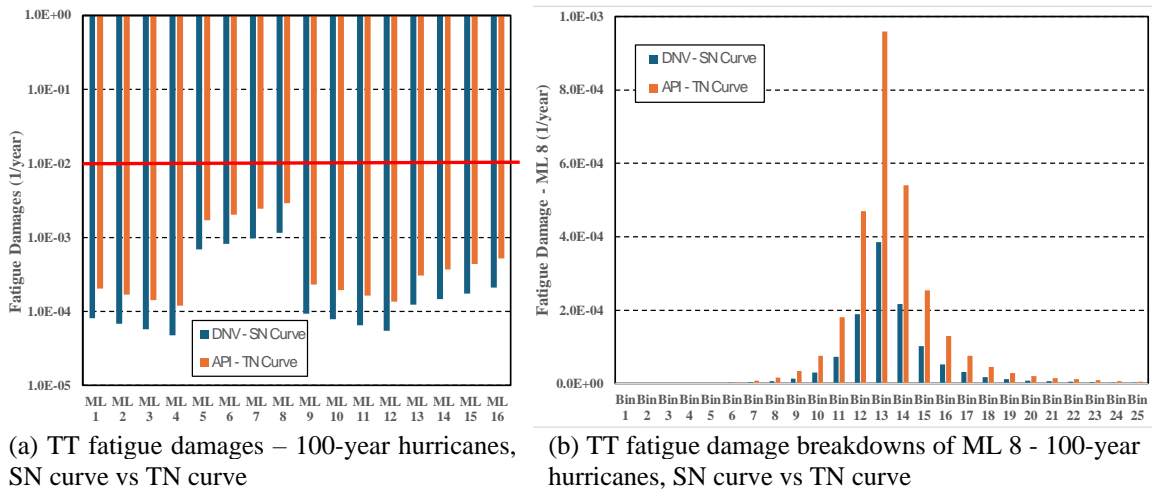 1.0E+00
1.0E-01
1.0E-02
1.0E-03
1.0E-04
1.0E-05
Fatigue Damages (1/year)
DNV - SN Curve
API - TN Curve
ML ML ML ML ML ML ML ML ML ML ML ML ML ML ML ML
1 2 3 4 5 6 7 8 9 10 11 12 13 14 15 16
(a) TT fatigue damages – 100-year hurricanes,
SN curve vs TN curve
1.0E-03
8.0E-04
6.0E-04
4.0E-04
2.0E-04
0.0E+00
Fatigue Damage - ML 8 (1/year)
DNV - SN Curve
API - TN Curve
Bin Bin Bin Bin Bin Bin Bin Bin Bin Bin Bin Bin Bin Bin Bin Bin Bin Bin Bin Bin Bin Bin Bin Bin Bin
1 2 3 4 5 6 7 8 9 10 11 12 13 14 15 16 17 18 19 20 21 22 23 24 25
(b) TT fatigue damage breakdowns of ML 8 - 100-year
hurricanes, SN curve vs TN curve